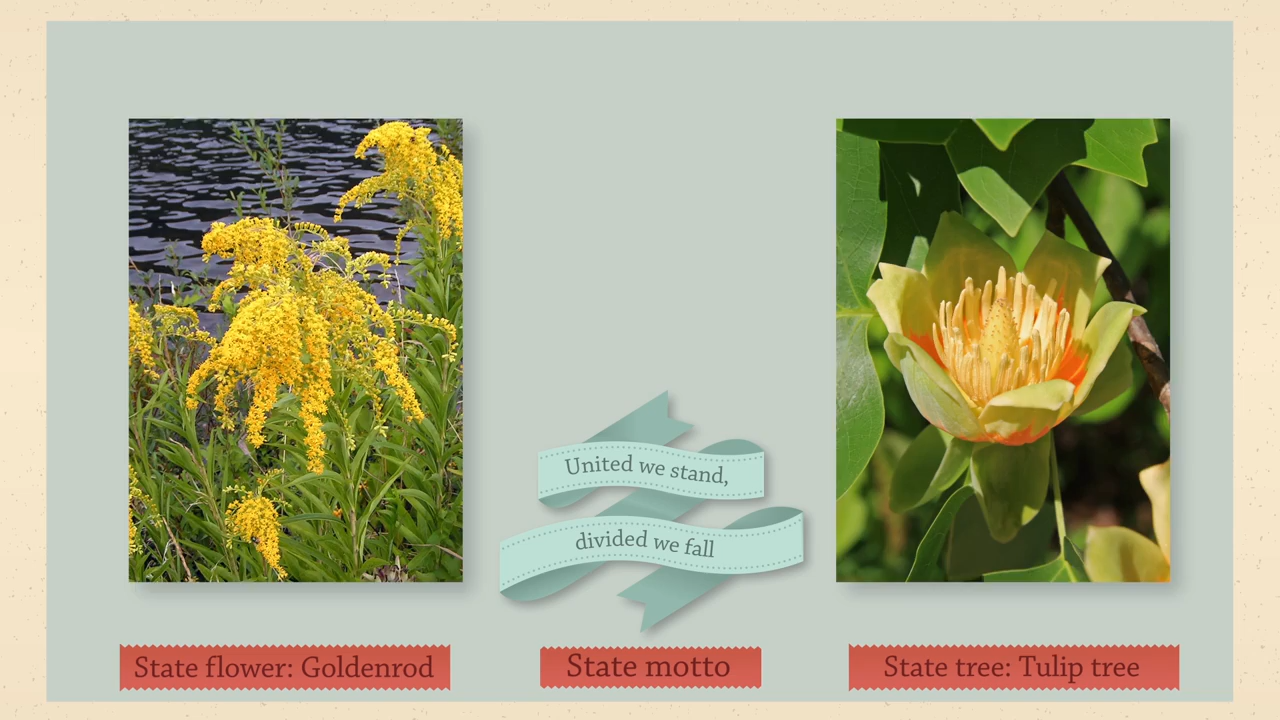 United we stand,
divided we fall
State flower: Goldenrod
State motto
State tree: Tulip tree